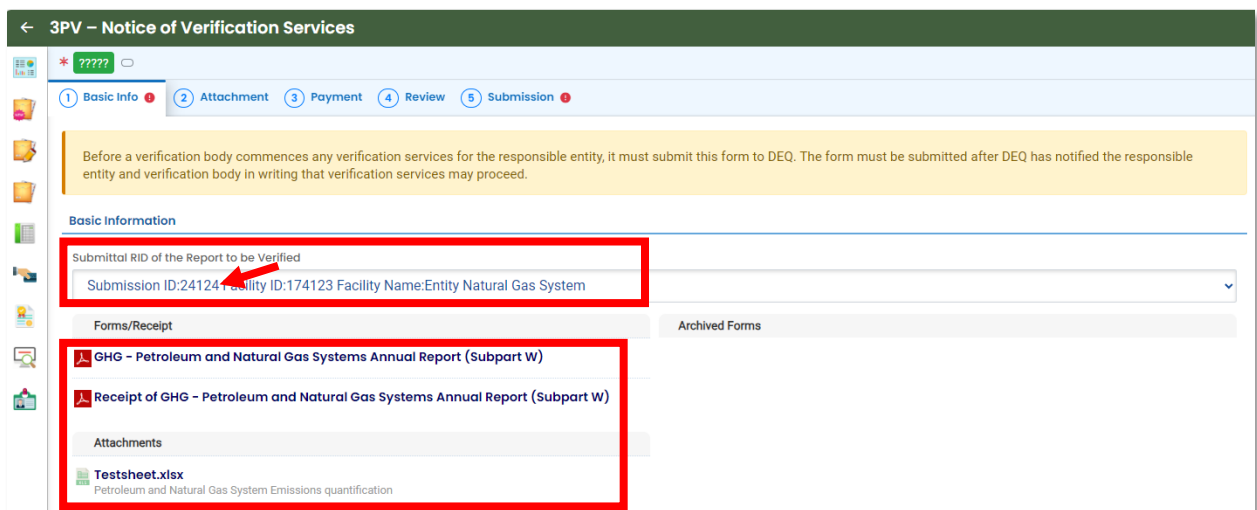 ← 3PV – Notice of Verification Services
* ?????
1 Basic Info 2 Attachment 3 Payment 4 Review 5 Submission
Before a verification body commences any verification services for the responsible entity, it must submit this form to DEQ. The form must be submitted after DEQ has notified the responsible
entity and verification body in writing that verification services may proceed.
Basic Information
Submittal RID of the Report to be Verified
Submission ID:241241 ID:174123 Facility Name:Entity Natural Gas System
Forms/Receipt Archived Forms
GHG - Petroleum and Natural Gas Systems Annual Report (Subpart W)
Receipt of GHG - Petroleum and Natural Gas Systems Annual Report (Subpart W)
Attachments
Testsheet.xlsx
Petroleum and Natural Gas System Emissions quantification